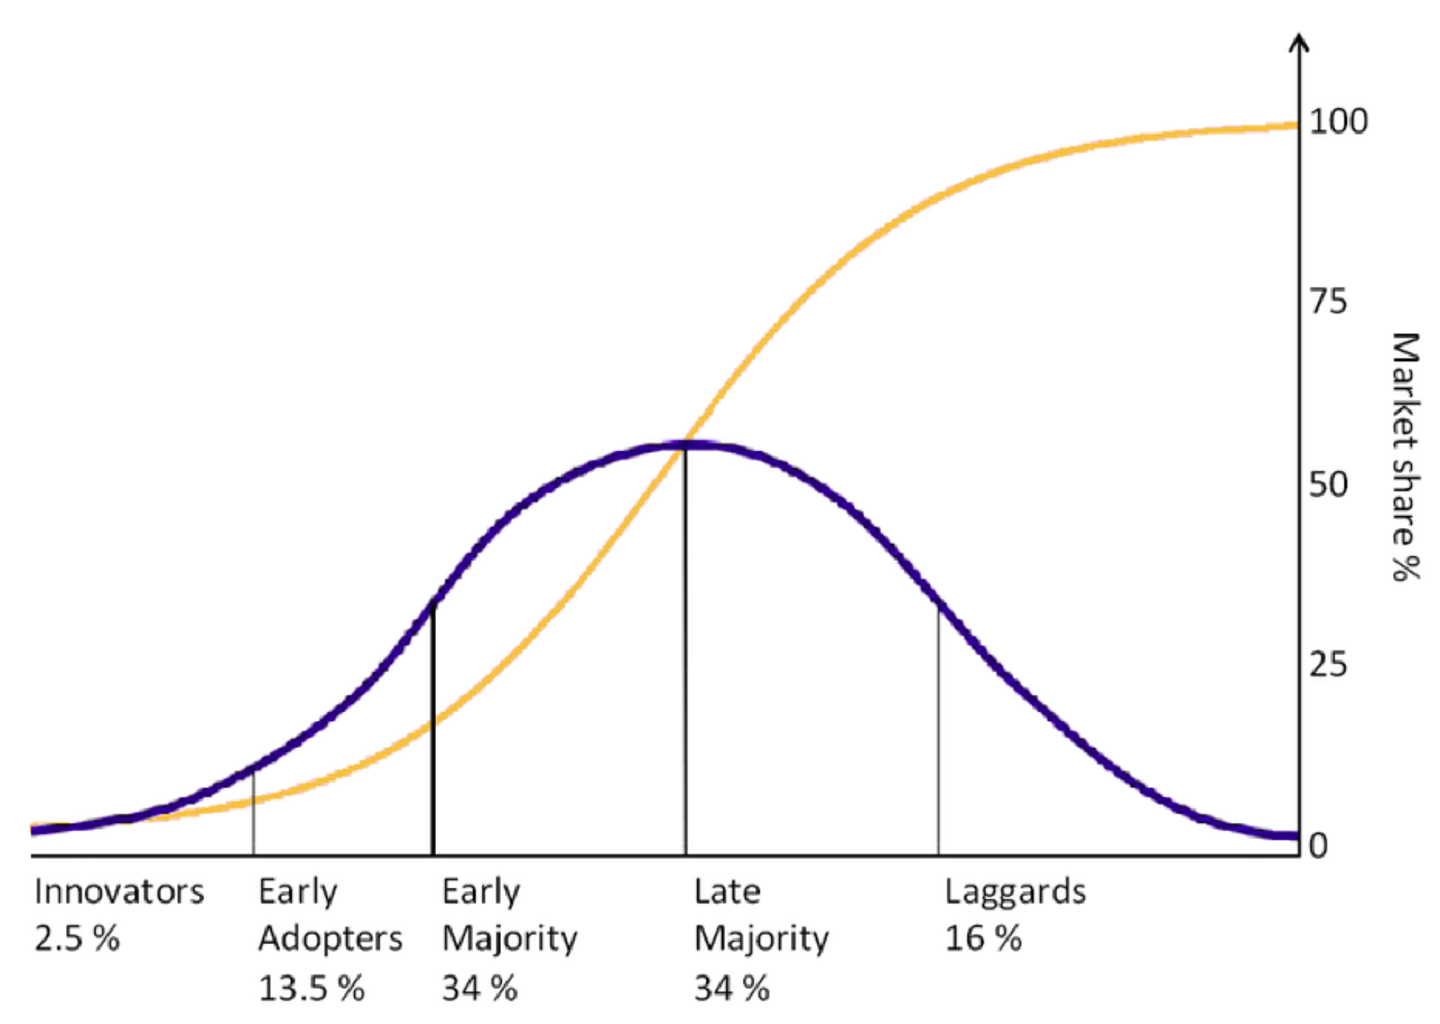 100
75
50
25
0
Market share %
Innovators
2.5 %
Early
Adopters
13.5 %
Early
Majority
34 %
Late
Majority
34 %
Laggards
16 %